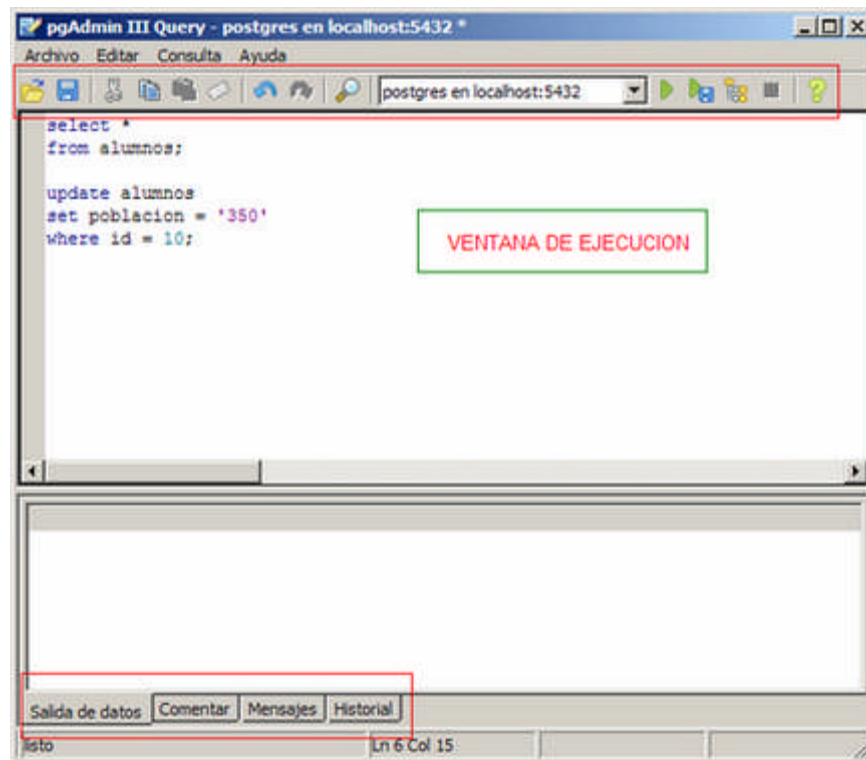 pgAdmin III Query - postgres en localhost:5432 *
Archivo Editar Consulta Ayuda
postgres en localhost:5432
select *
from alumnos;
update alumnos
set poblacion = '350'
where id = 10;
VENTANA DE EJECUCION
Salida de datos Comentar Mensajes Historial
listo Ln 6 Col 15